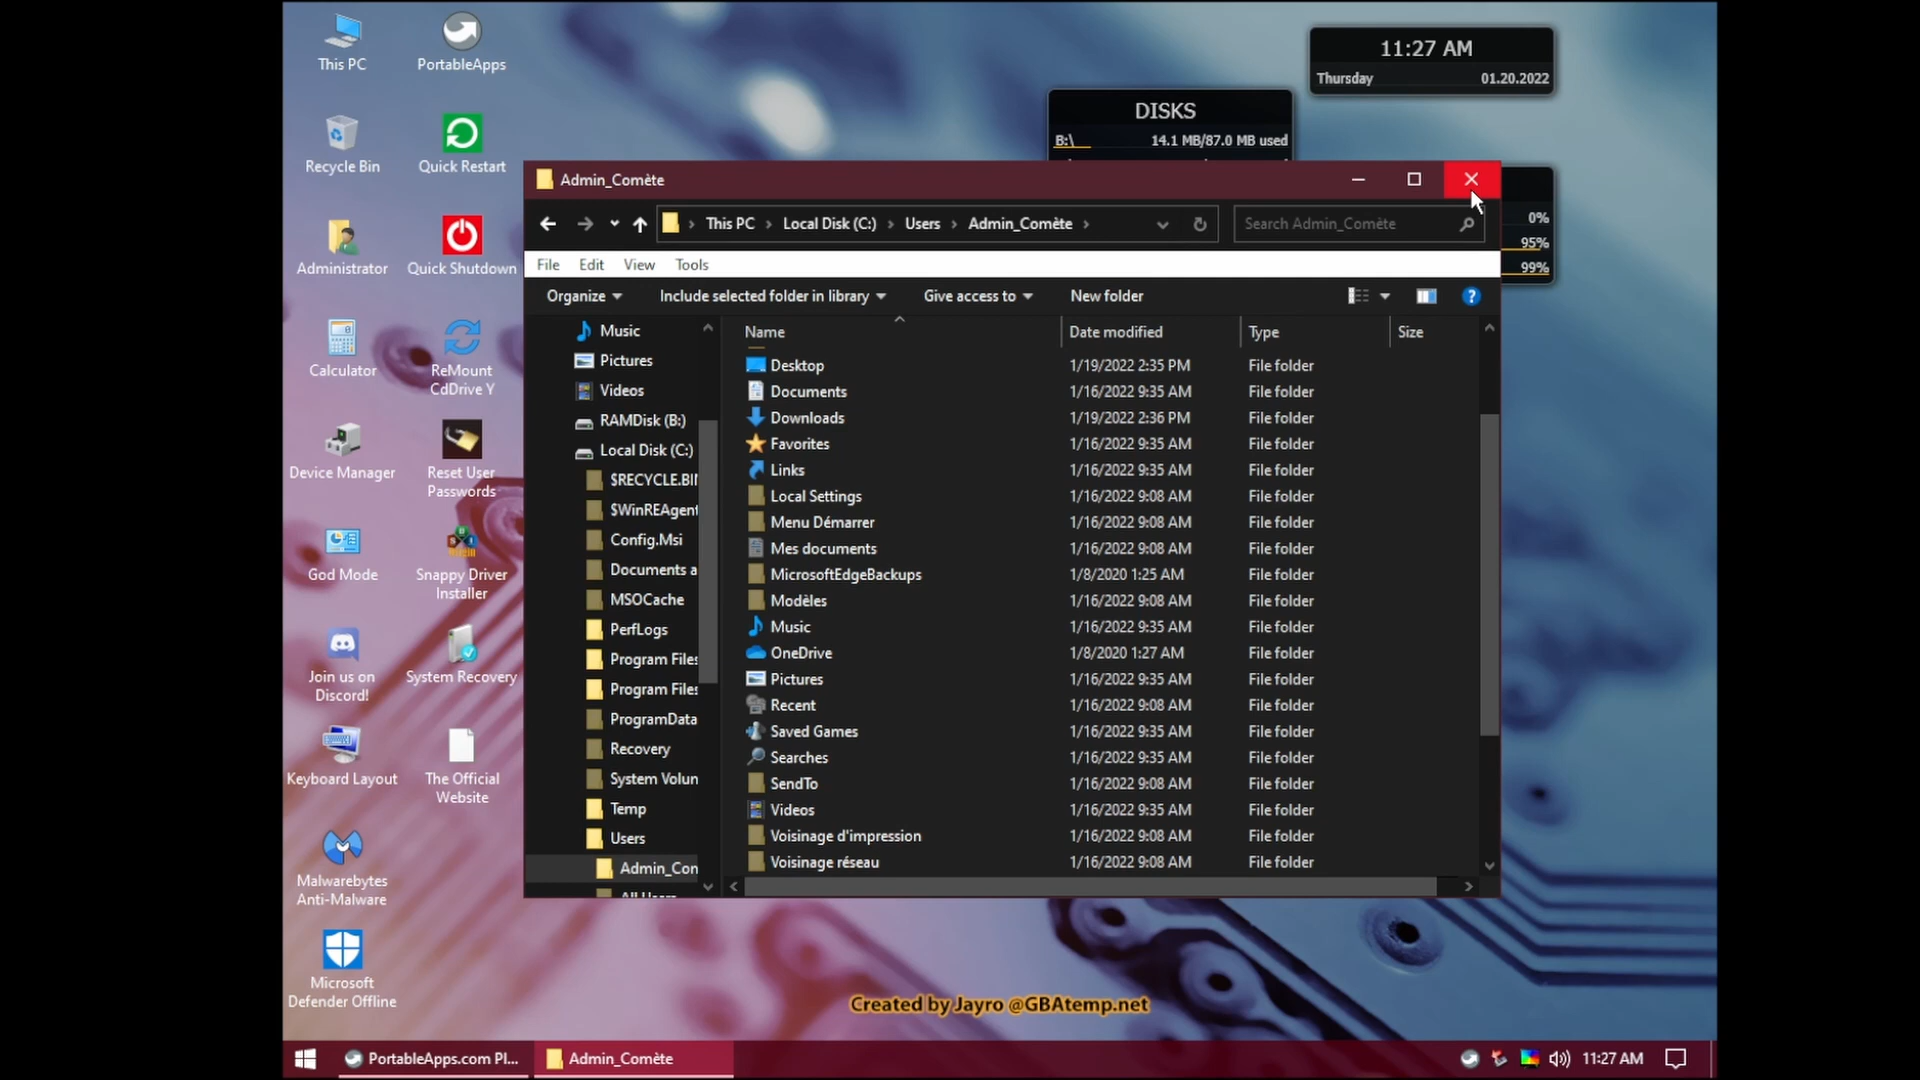 This PC
PortableApps
Recycle Bin
Quick Restart
Administrator
Quick Shutdown
Calculator
ReMount
CdDrive Y
Device Manager
Reset User
Passwords
God Mode
Snappy Driver
Installer
Join us on
Discord!
System Recovery
Keyboard Layout
The Official
Website
Malwarebytes
Anti-Malware
Microsoft
Defender Offline
11:27 AM
Thursday 01.20.2022
DISKS
B:\ 14.1 MB/87.0 MB used
0%
95%
99%
Admin_Comète
This PC Local Disk (C:) Users Admin_Comète
Search Admin_Comète
File Edit View Tools
Organize Include selected folder in library Give access to New folder
Music
Pictures
Videos
RAMDisk (B:)
Local Disk (C:)
$RECYCLE.BIN
$WinREAgent
Config.Msi
Documents a
MSOCache
PerfLogs
Program Files
Program Files
ProgramData
Recovery
System Volun
Temp
Users
Admin_Con
Name Date modified Type Size
Desktop 1/19/2022 2:35 PM File folder
Documents 1/16/2022 9:35 AM File folder
Downloads 1/19/2022 2:36 PM File folder
Favorites 1/16/2022 9:35 AM File folder
Links 1/16/2022 9:35 AM File folder
Local Settings 1/16/2022 9:08 AM File folder
Menu Démarrer 1/16/2022 9:08 AM File folder
Mes documents 1/16/2022 9:08 AM File folder
MicrosoftEdgeBackups 1/8/2020 1:25 AM File folder
Modèles 1/16/2022 9:08 AM File folder
Music 1/16/2022 9:35 AM File folder
OneDrive 1/8/2020 1:27 AM File folder
Pictures 1/16/2022 9:35 AM File folder
Recent 1/16/2022 9:08 AM File folder
Saved Games 1/16/2022 9:35 AM File folder
Searches 1/16/2022 9:35 AM File folder
SendTo 1/16/2022 9:08 AM File folder
Videos 1/16/2022 9:35 AM File folder
Voisinage d'impression 1/16/2022 9:08 AM File folder
Voisinage réseau 1/16/2022 9:08 AM File folder
Created by Jayro @GBAtemp.net
PortableApps.com Pl... Admin_Comète 11:27 AM